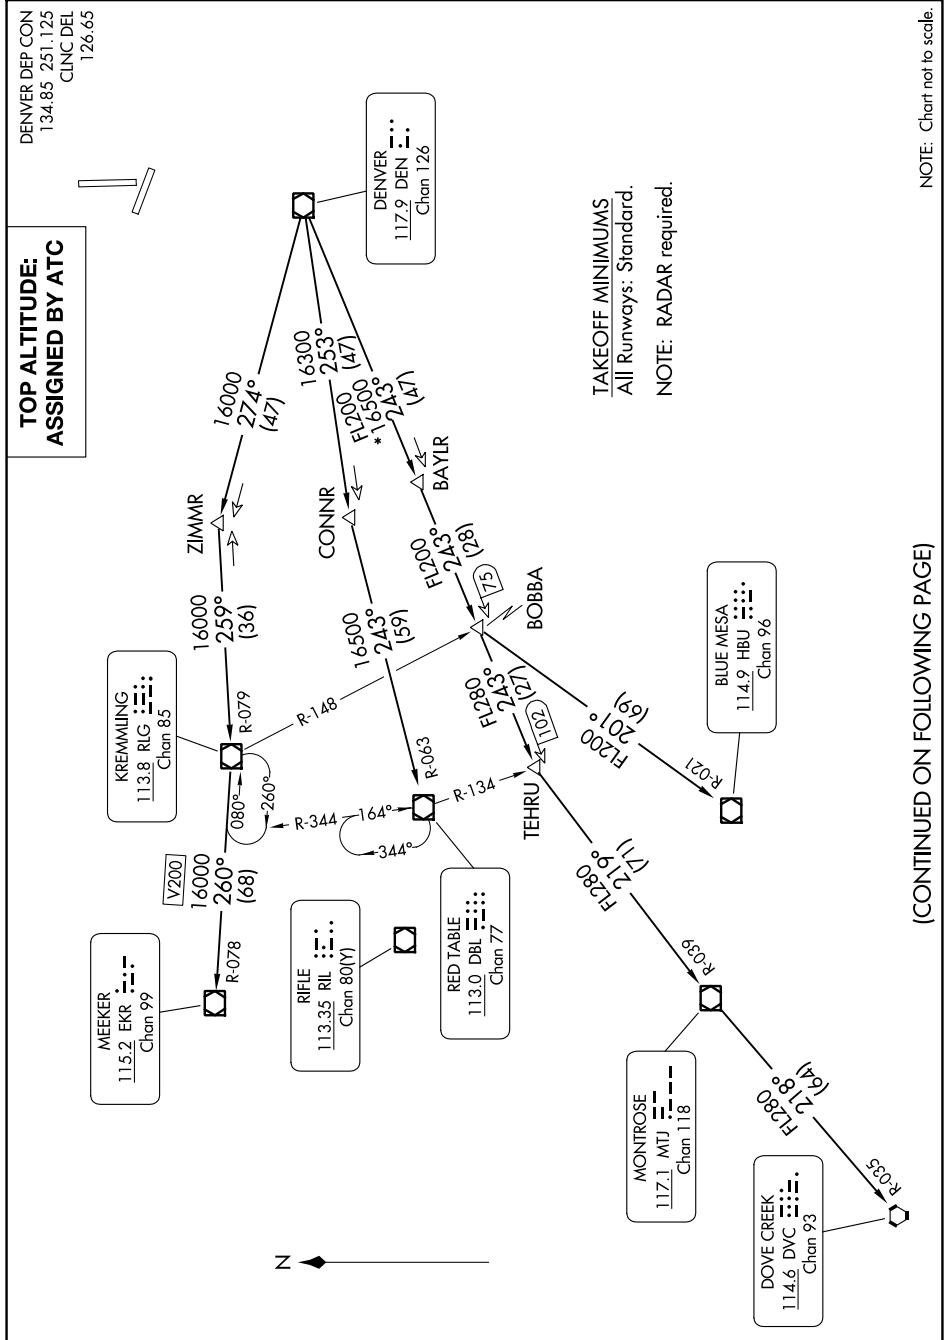 DENVER DEP CON
134.85 251.125
CLNC DEL
126.65
TOP ALTITUDE:
ASSIGNED BY ATC
DENVER
117.9 DEN
Chan 126
16000
274°
(47)
16300
253°
(47)
FL200
*16500
243°
(47)
ZIMMR
CONNR
BAYLR
16000
259°
(36)
16500
243°
(59)
FL200
243°
(28)
75
BOBBA
KREMMLING
113.8 RLG
Chan 85
R-079
R-148
080°
260°
V200
16000
260°
(68)
R-078
MEEKER
115.2 EKR
Chan 99
R-063
R-344
164°
344°
R-134
RIFLE
113.35 RIL
Chan 80(Y)
RED TABLE
113.0 DBL
Chan 77
FL280
243°
(27)
102
TEHRU
FL200
201°
(69)
R-021
BLUE MESA
114.9 HBU
Chan 96
FL280
219°
(71)
R-039
MONTROSE
117.1 MTJ
Chan 118
FL280
218°
(64)
R-035
DOVE CREEK
114.6 DVC
Chan 93
N
TAKEOFF MINIMUMS
All Runways: Standard.
NOTE: RADAR required.
NOTE: Chart not to scale.
(CONTINUED ON FOLLOWING PAGE)